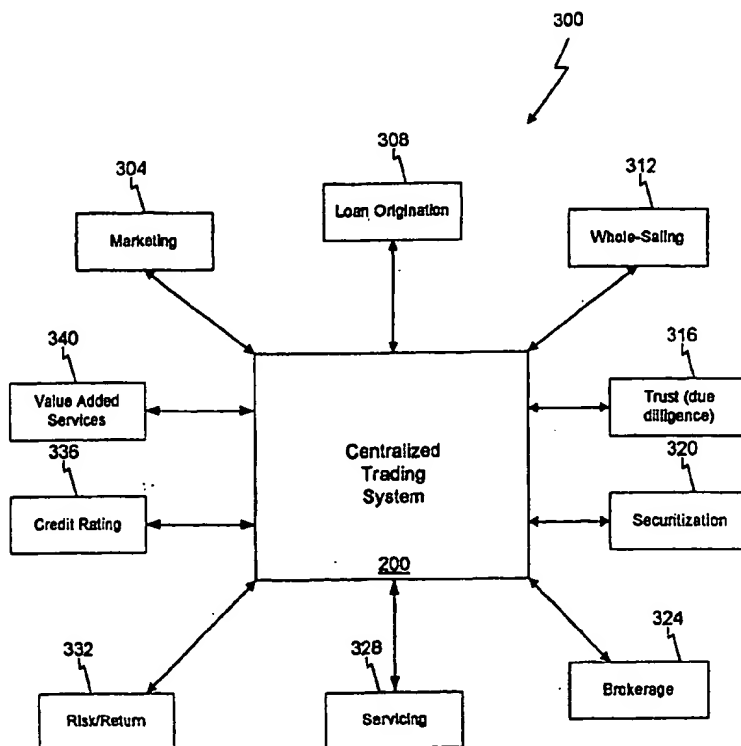 300
308
304
312
Loan Origination
Marketing
Whole-Saling
340
316
Value Added
Services
Trust (due
dilligence)
336
320
Centralized
Trading
System
Credit Rating
Securitization
200
332
328
324
Risk/Return
Servicing
Brokerage